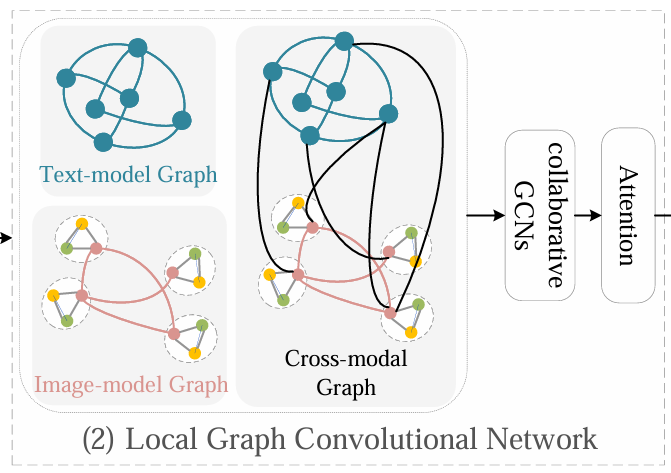 Text-model Graph
Image-model Graph
Cross-modal
Graph
collaborative
GCNs
Attention
(2) Local Graph Convolutional Network